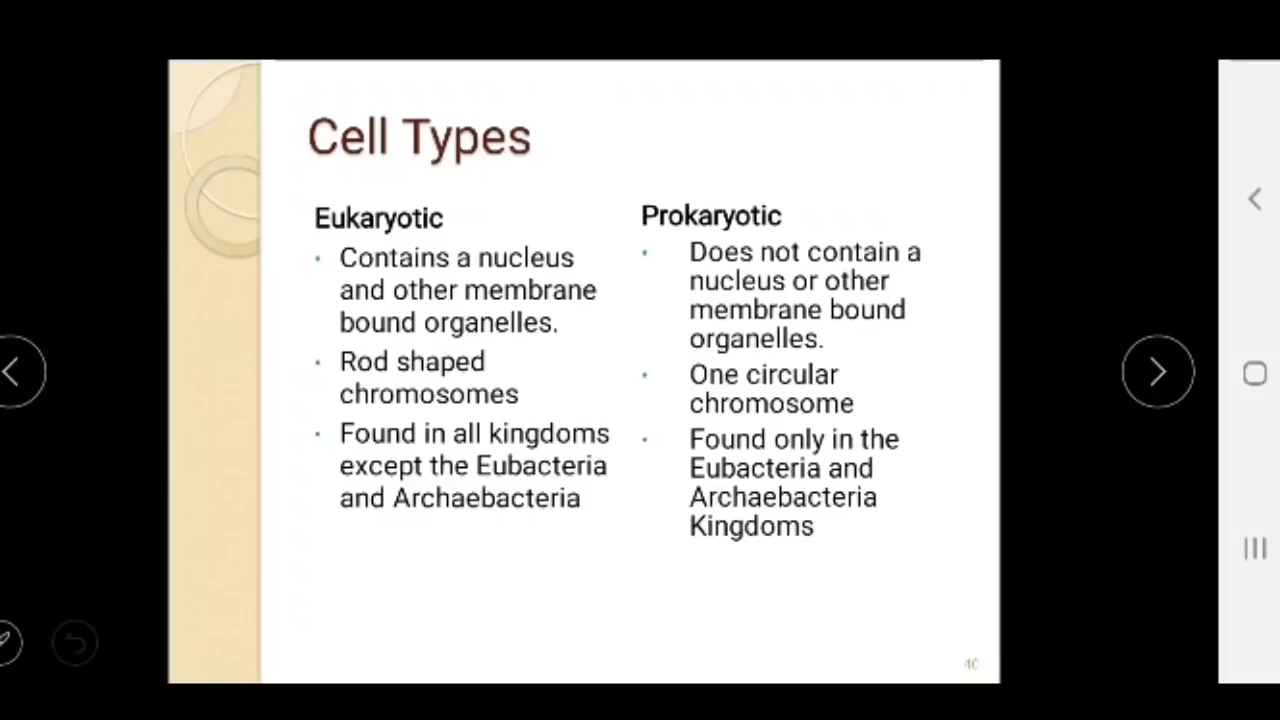 Cell Types
Eukaryotic
• Contains a nucleus
and other membrane
bound organelles.
• Rod shaped
chromosomes
• Found in all kingdoms
except the Eubacteria
and Archaebacteria
Prokaryotic
• Does not contain a
nucleus or other
membrane bound
organelles.
• One circular
chromosome
• Found only in the
Eubacteria and
Archaebacteria
Kingdoms
40